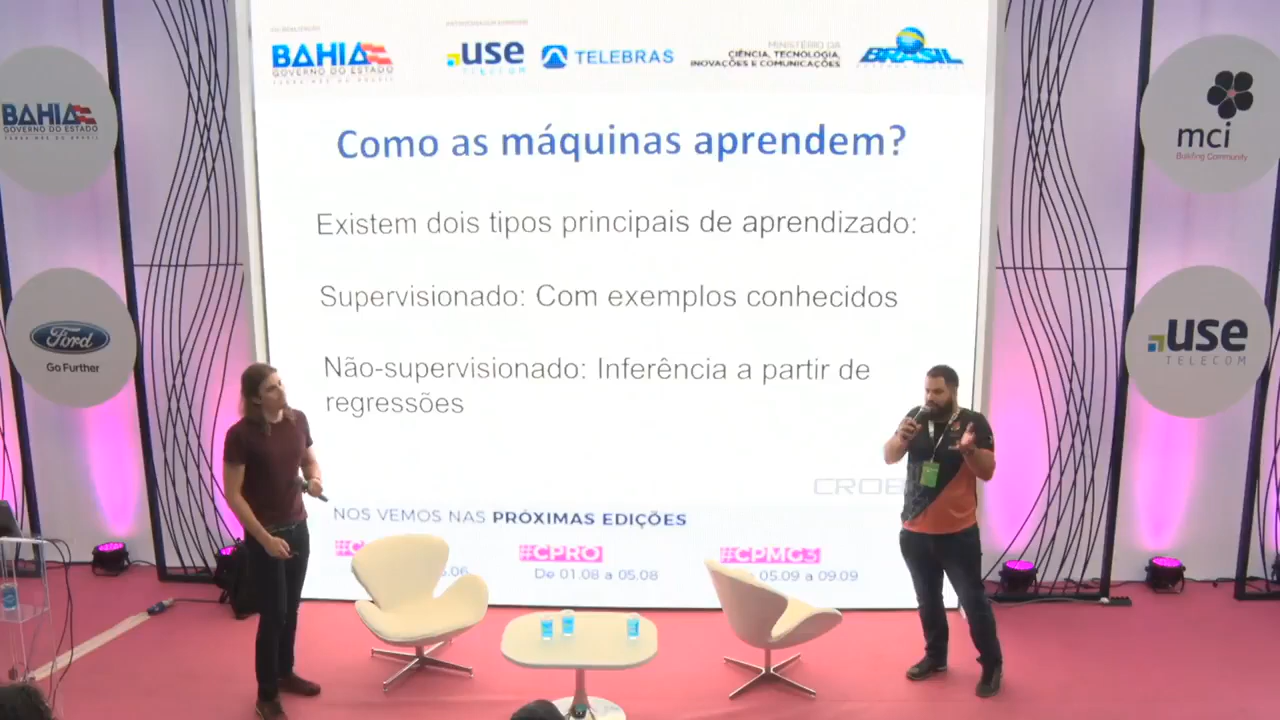 BAHIA
GOVERNO DO ESTADO
USE
TELECOM
TELEBRAS
MINISTÉRIO DA
CIÊNCIA, TECNOLOGIA,
INOVAÇÕES E COMUNICAÇÕES
BRASIL
BAHIA
GOVERNO DO ESTADO
mci
Building Community
Como as máquinas aprendem?
Existem dois tipos principais de aprendizado:
Supervisionado: Com exemplos conhecidos
Não-supervisionado: Inferência a partir de
regressões
Ford
Go Further
USE
TELECOM
CROB
NOS VEMOS NAS PRÓXIMAS EDIÇÕES
#CPRO
#CPMG3
De 01.08 a 05.08
05.09 a 09.09